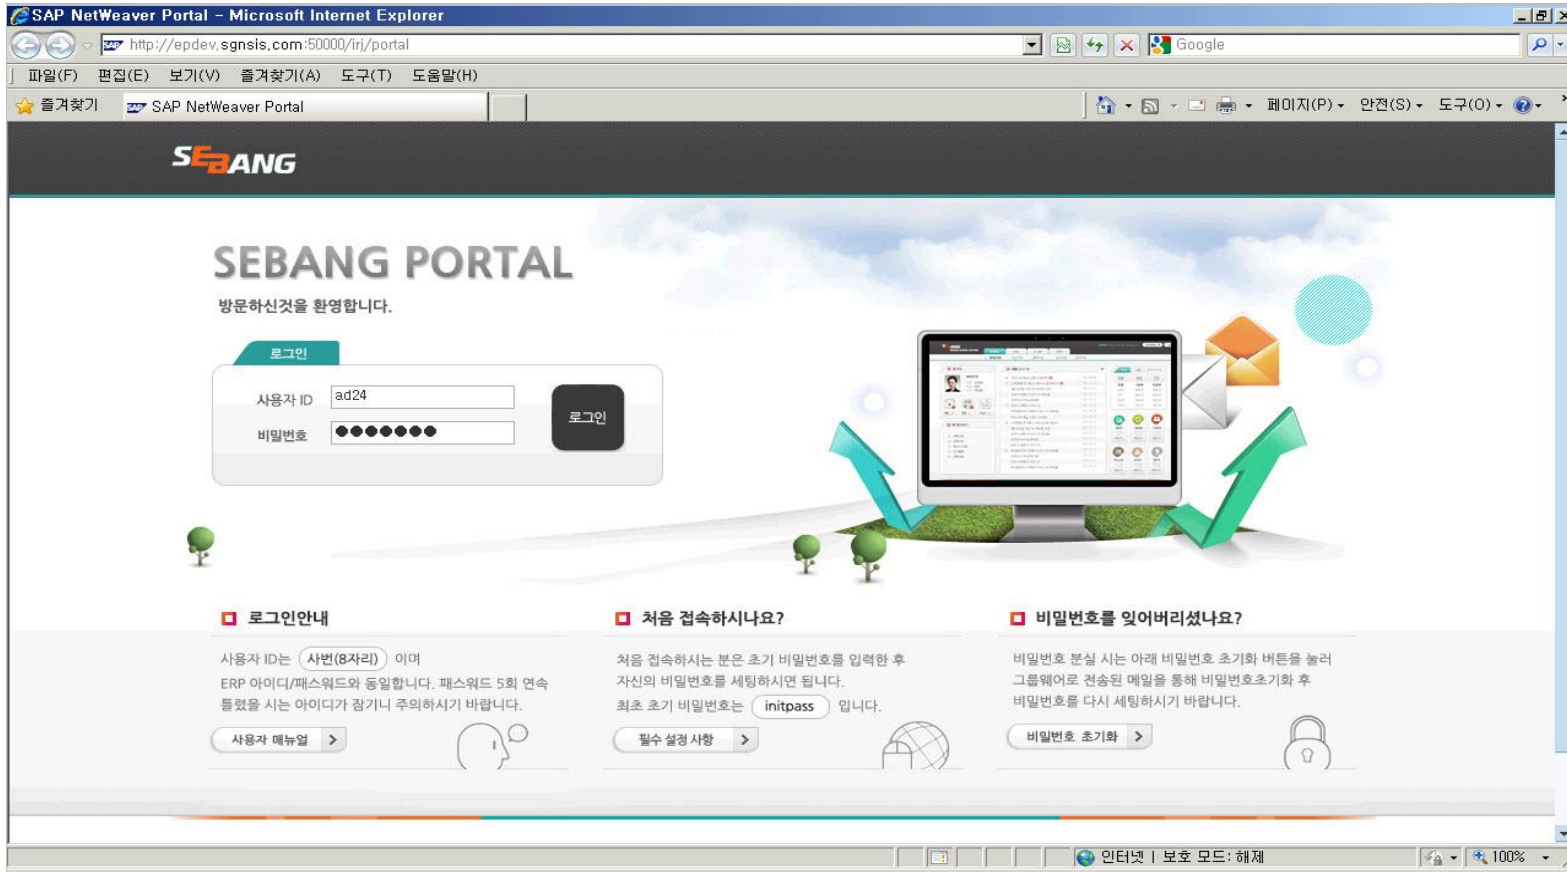 SAP NetWeaver Portal - Microsoft Internet Explorer
http://epdev.sgnsis.com:50000/irj/portal
Google
파일(F) 편집(E) 보기(V) 즐겨찾기(A) 도구(T) 도움말(H)
즐겨찾기 SAP NetWeaver Portal 페이지(P) 안전(S) 도구(O)
SEBANG
SEBANG PORTAL
방문하신것을 환영합니다.
로그인
사용자 ID ad24
비밀번호 ●●●●●●●
로그인
로그인안내
사용자 ID는 사번(8자리) 이며
ERP 아이디/패스워드와 동일합니다. 패스워드 5회 연속
틀렸을 시는 아이디가 잠기니 주의하시기 바랍니다.
사용자 매뉴얼 >
처음 접속하시나요?
처음 접속하시는 분은 초기 비밀번호를 입력한 후
자신의 비밀번호를 세팅하시면 됩니다.
최초 초기 비밀번호는 initpass 입니다.
필수 설정 사항 >
비밀번호를 잊어버리셨나요?
비밀번호 분실 시는 아래 비밀번호 초기화 버튼을 눌러
그룹웨어로 전송된 메일을 통해 비밀번호초기화 후
비밀번호를 다시 세팅하시기 바랍니다.
비밀번호 초기화 >
인터넷 | 보호 모드: 해제
100%